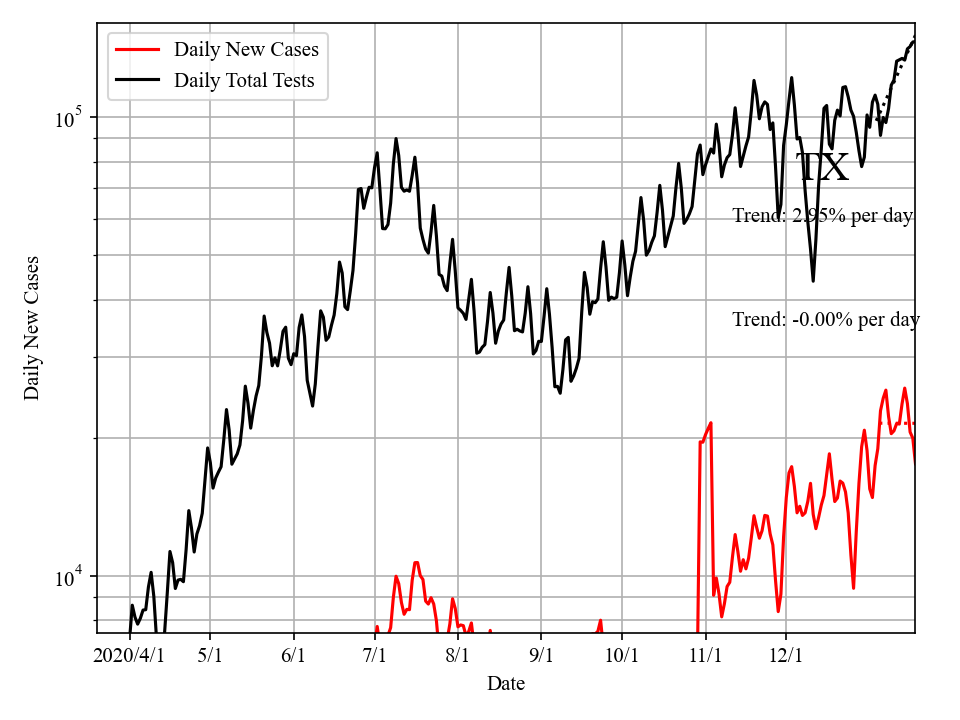 Daily New Cases
Daily Total Tests
10^5
TX
Trend: 2.95% per day
Trend: -0.00% per day
Daily New Cases
10^4
2020/4/1 5/1 6/1 7/1 8/1 9/1 10/1 11/1 12/1
Date